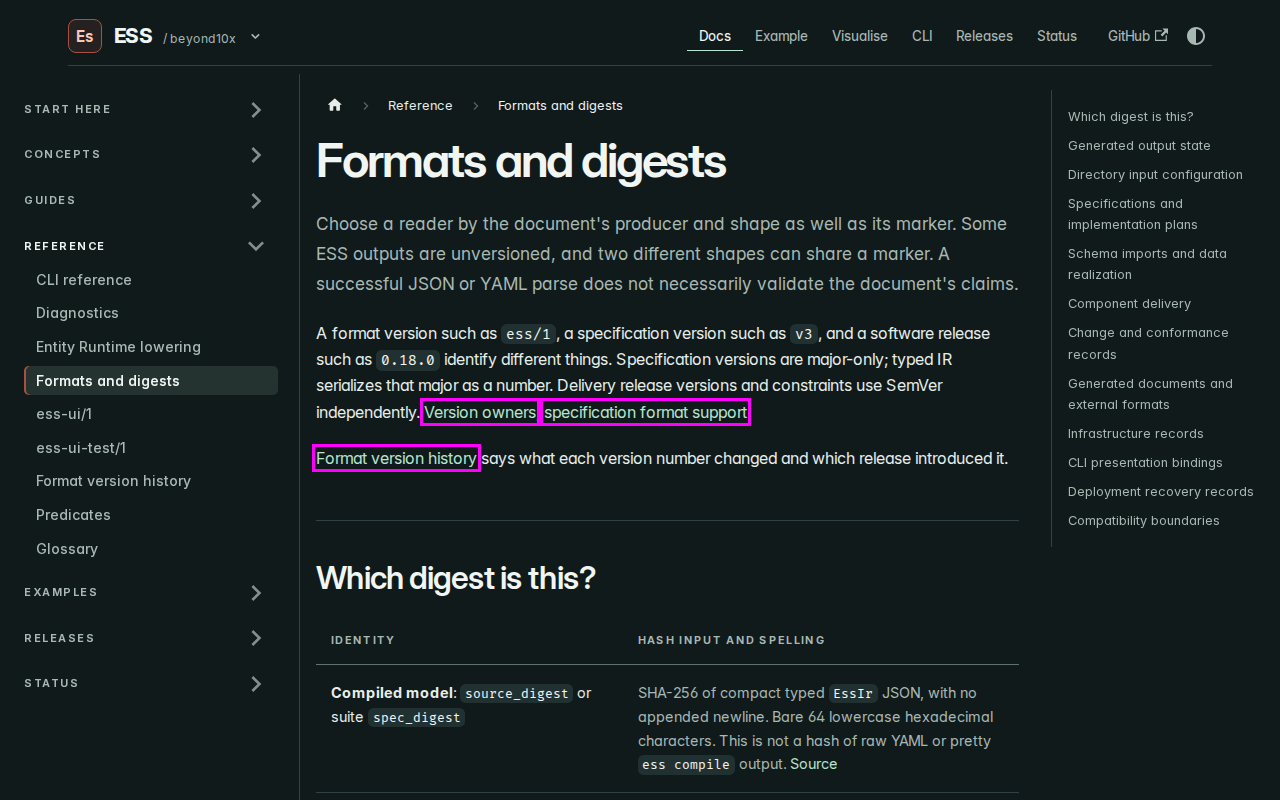 Es ESS / beyond10x
Docs Example Visualise CLI Releases Status GitHub
START HERE
CONCEPTS
GUIDES
REFERENCE
CLI reference
Diagnostics
Entity Runtime lowering
Formats and digests
ess-ui/1
ess-ui-test/1
Format version history
Predicates
Glossary
EXAMPLES
RELEASES
STATUS
Reference Formats and digests
Formats and digests
Choose a reader by the document's producer and shape as well as its marker. Some
ESS outputs are unversioned, and two different shapes can share a marker. A
successful JSON or YAML parse does not necessarily validate the document's claims.
A format version such as ess/1, a specification version such as v3, and a software release
such as 0.18.0 identify different things. Specification versions are major-only; typed IR
serializes that major as a number. Delivery release versions and constraints use SemVer
independently. Version owners specification format support
Format version history says what each version number changed and which release introduced it.
Which digest is this?
IDENTITY HASH INPUT AND SPELLING
Compiled model: source_digest or
suite spec_digest
SHA-256 of compact typed EssIr JSON, with no
appended newline. Bare 64 lowercase hexadecimal
characters. This is not a hash of raw YAML or pretty
ess compile output. Source
Which digest is this?
Generated output state
Directory input configuration
Specifications and
implementation plans
Schema imports and data
realization
Component delivery
Change and conformance
records
Generated documents and
external formats
Infrastructure records
CLI presentation bindings
Deployment recovery records
Compatibility boundaries